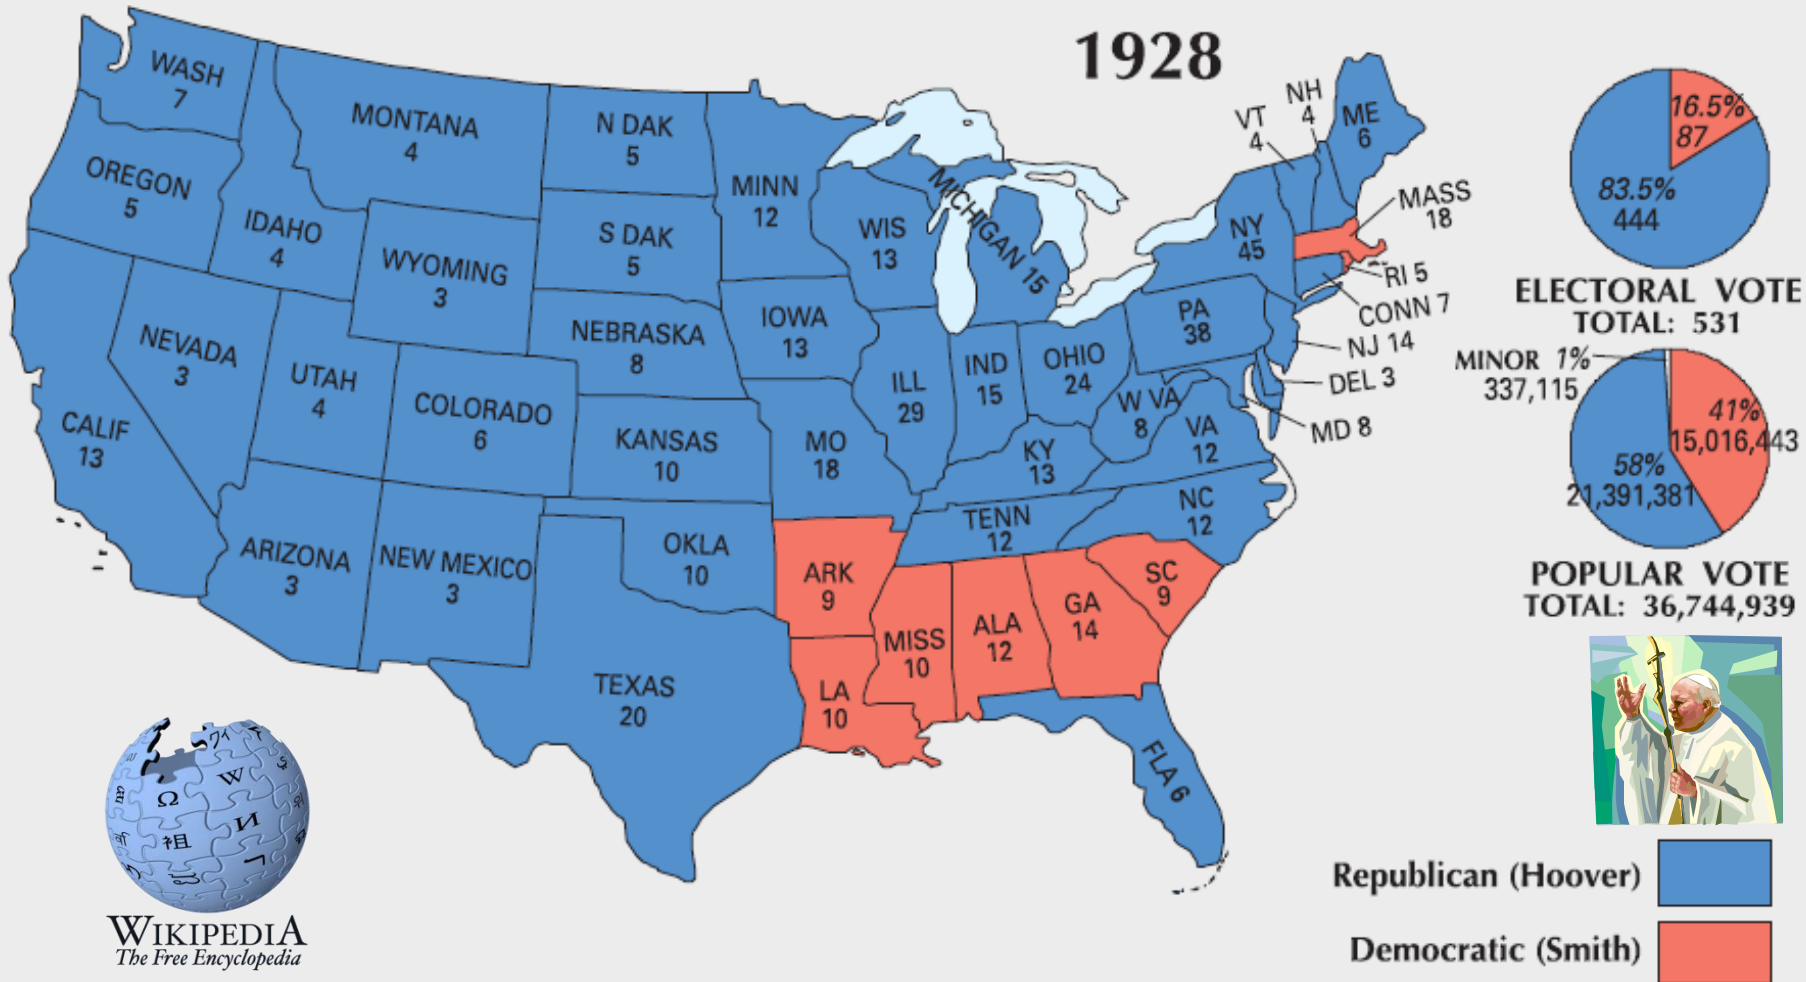 1928
WASH
7
OREGON
5
CALIF
13
NEVADA
3
IDAHO
4
MONTANA
4
WYOMING
3
UTAH
4
COLORADO
6
ARIZONA
3
NEW MEXICO
3
N DAK
5
S DAK
5
NEBRASKA
8
KANSAS
10
OKLA
10
TEXAS
20
MINN
12
IOWA
13
MO
18
ARK
9
LA
10
WIS
13
ILL
29
MICHIGAN 15
IND
15
OHIO
24
KY
13
TENN
12
MISS
10
ALA
12
GA
14
SC
9
NC
12
FLA 6
VA
12
W VA
8
PA
38
NY
45
VT
4
NH
4
ME
6
MASS
18
RI 5
CONN 7
NJ 14
DEL 3
MD 8
16.5%
87
83.5%
444
ELECTORAL VOTE
TOTAL: 531
MINOR 1%
337,115
41%
15,016,443
58%
21,391,381
POPULAR VOTE
TOTAL: 36,744,939
Republican (Hoover)
Democratic (Smith)
Ω
W
祖
И
WIKIPEDIA
The Free Encyclopedia